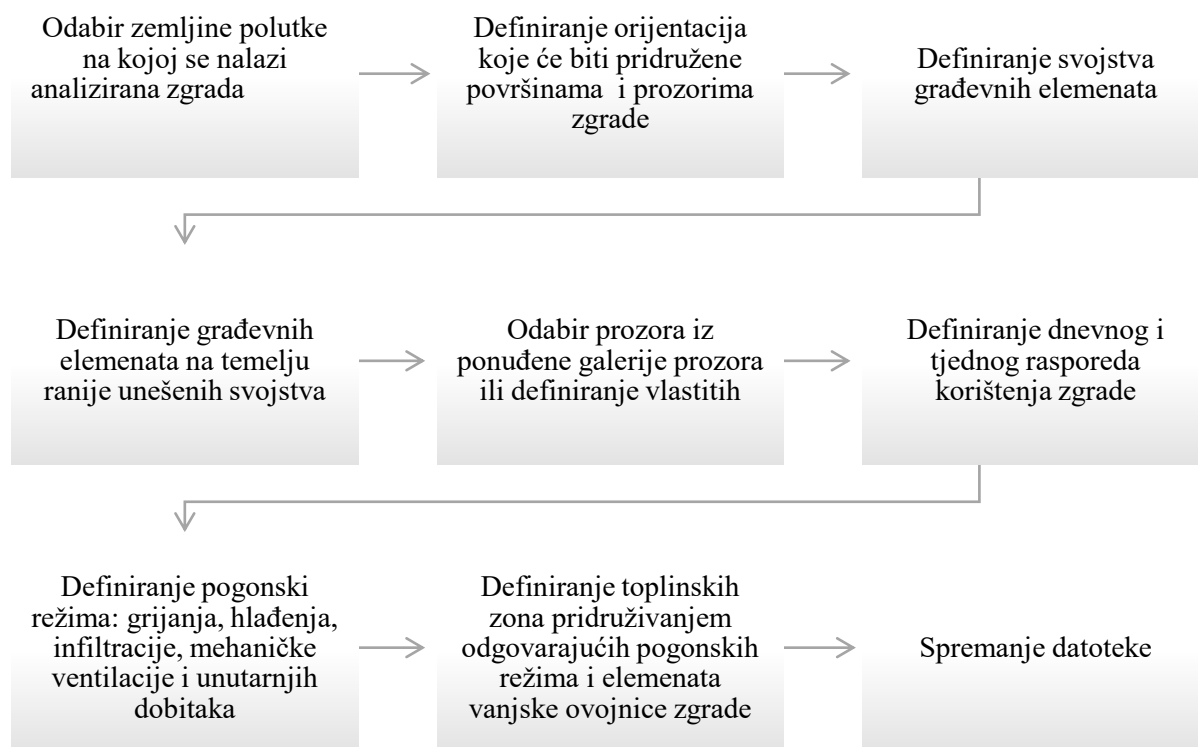 Odabir zemljine polutke
na kojoj se nalazi
analizirana zgrada
Definiranje orijentacija
koje će biti pridružene
površinama i prozorima
zgrade
Definiranje svojstva
građevnih elemenata
Definiranje građevnih
elemenata na temelju
ranije unešenih svojstva
Odabir prozora iz
ponuđene galerije prozora
ili definiranje vlastitih
Definiranje dnevnog i
tjednog rasporeda
korištenja zgrade
Definiranje pogonski
režima: grijanja, hlađenja,
infiltracije, mehaničke
ventilacije i unutarnjih
dobitaka
Definiranje toplinskih
zona pridruživanjem
odgovarajućih pogonskih
režima i elemenata
vanjske ovojnice zgrade
Spremanje datoteke